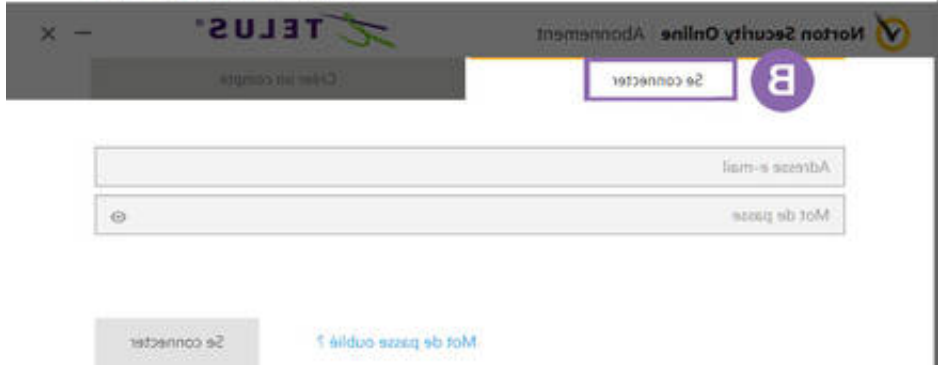 Norton Security Online Abonnement TELUS®
B Se connecter Créer un compte
Adresse e-mail
Mot de passe
Mot de passe oublié ? Se connecter